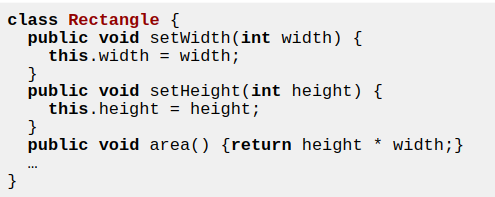 class Rectangle {
  public void setWidth(int width) {
    this.width = width;
  }
  public void setHeight(int height) {
    this.height = height;
  }
  public void area() {return height * width;}
  …
}